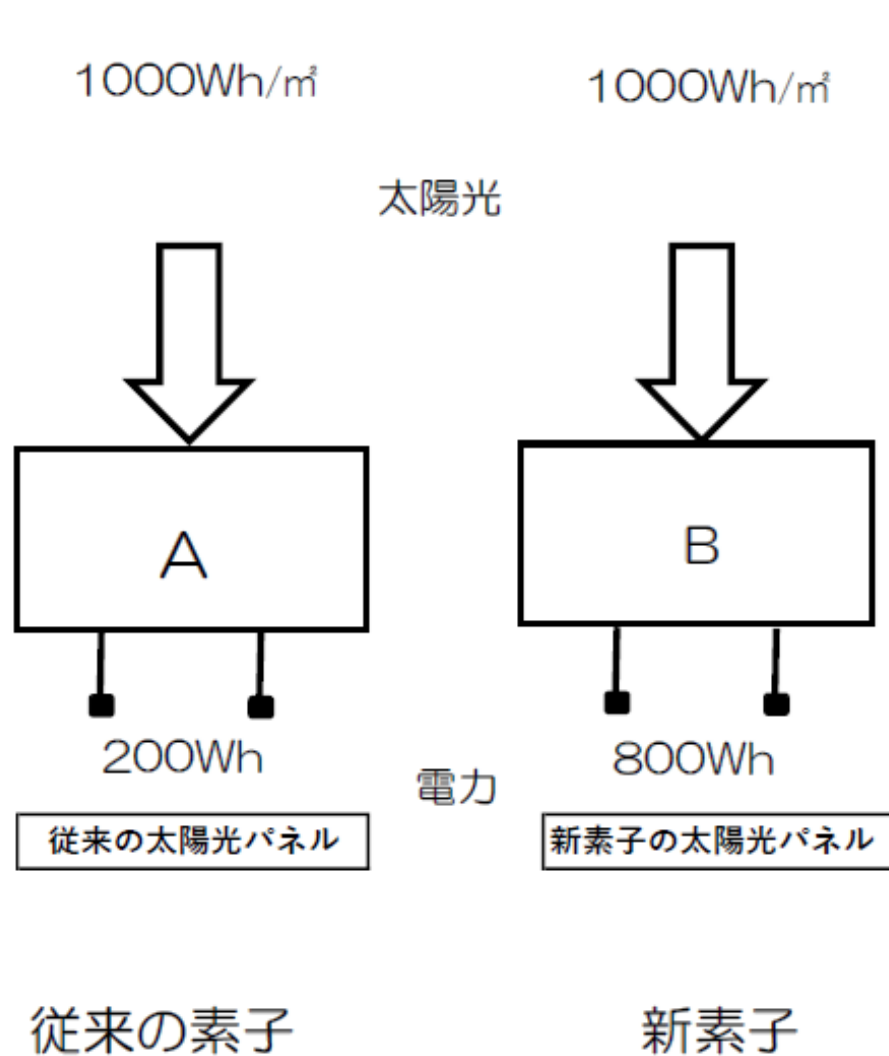 1000Wh/㎡
1000Wh/㎡
太陽光
A
B
200Wh
800Wh
電力
従来の太陽光パネル
新素子の太陽光パネル
従来の素子
新素子